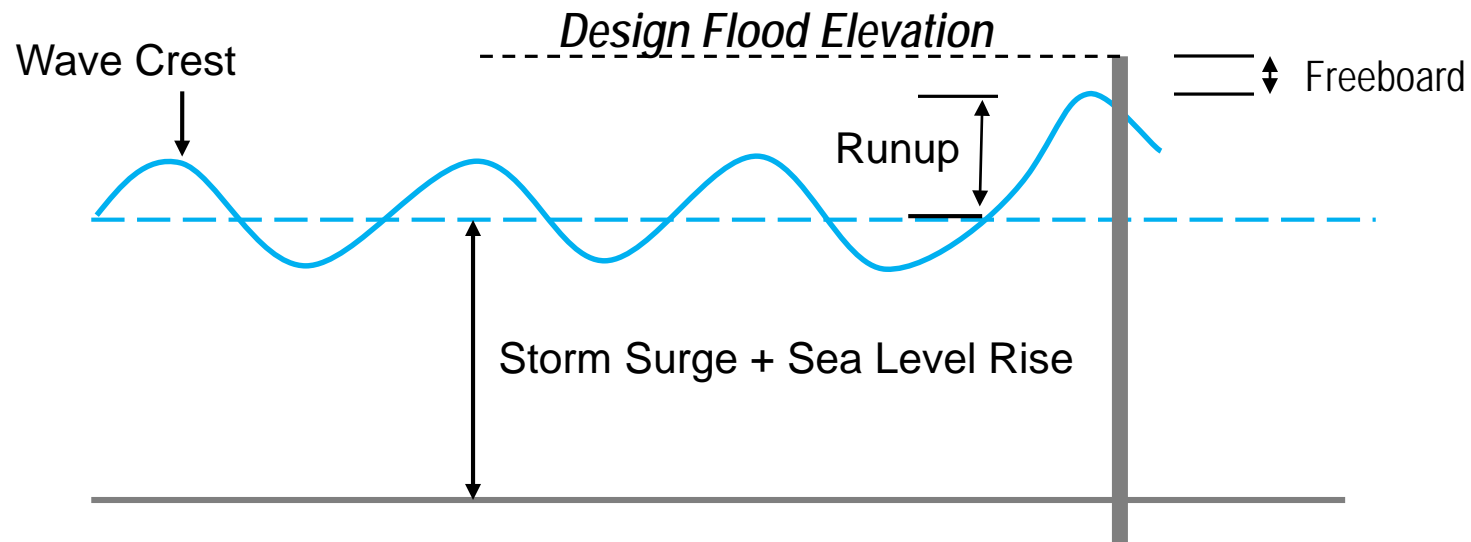 Design Flood Elevation
Wave Crest
Freeboard
Runup
Storm Surge + Sea Level Rise